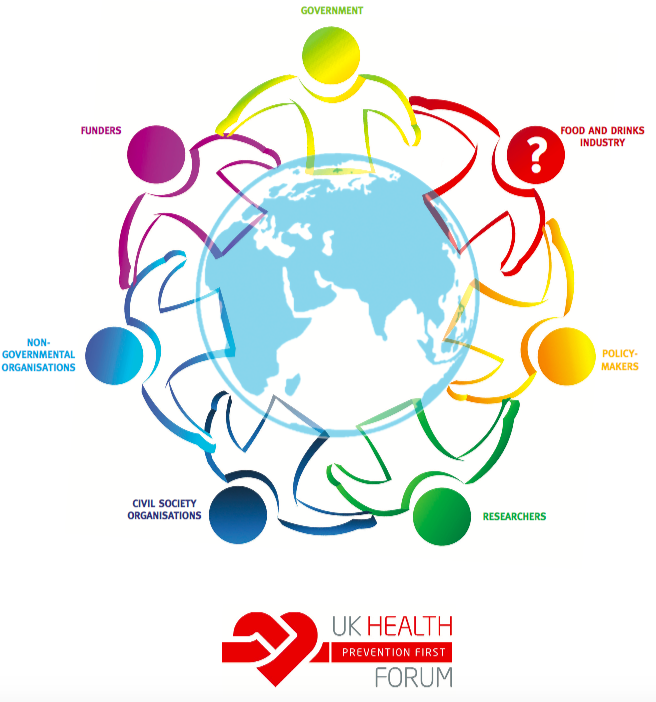 GOVERNMENT
FUNDERS
FOOD AND DRINKS
INDUSTRY
?
NON-
GOVERNMENTAL
ORGANISATIONS
POLICY-
MAKERS
CIVIL SOCIETY
ORGANISATIONS
RESEARCHERS
UK HEALTH
PREVENTION FIRST
FORUM